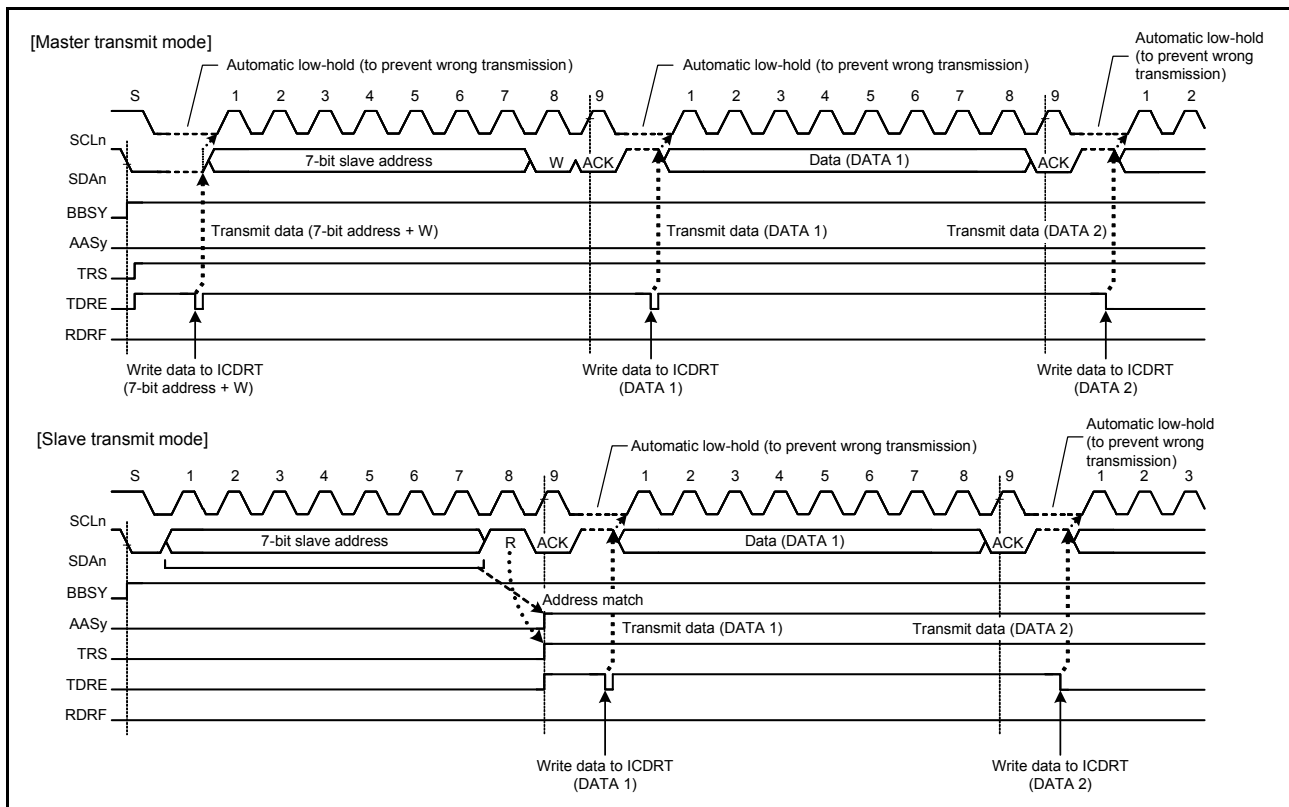 [Master transmit mode]
Automatic low-hold (to prevent wrong transmission)
Automatic low-hold (to prevent wrong transmission)
Automatic low-hold
(to prevent wrong
transmission)
S 1 2 3 4 5 6 7 8 9 1 2 3 4 5 6 7 8 9 1 2
SCLn
7-bit slave address W ACK Data (DATA 1) ACK
SDAn
BBSY
Transmit data (7-bit address + W) Transmit data (DATA 1) Transmit data (DATA 2)
AASy
TRS
TDRE
RDRF
Write data to ICDRT
(7-bit address + W)
Write data to ICDRT
(DATA 1)
Write data to ICDRT
(DATA 2)
[Slave transmit mode]
Automatic low-hold (to prevent wrong transmission)
Automatic low-hold
(to prevent wrong
transmission)
S 1 2 3 4 5 6 7 8 9 1 2 3 4 5 6 7 8 9 1 2 3
SCLn
7-bit slave address R ACK Data (DATA 1) ACK
SDAn
BBSY
Address match
AASy
Transmit data (DATA 1) Transmit data (DATA 2)
TRS
TDRE
RDRF
Write data to ICDRT
(DATA 1)
Write data to ICDRT
(DATA 2)